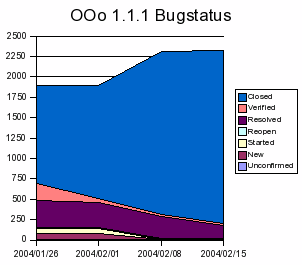 OOo 1.1.1 Bugstatus
2500
2250
2000
1750
1500
1250
1000
750
500
250
0
2004/01/26 2004/02/01 2004/02/08 2004/02/15
Closed
Verified
Resolved
Reopen
Started
New
Unconfirmed